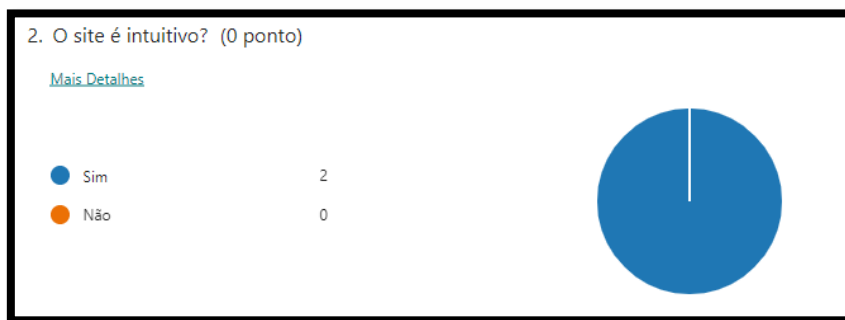 2. O site é intuitivo? (0 ponto)
Mais Detalhes
Sim 2
Não 0